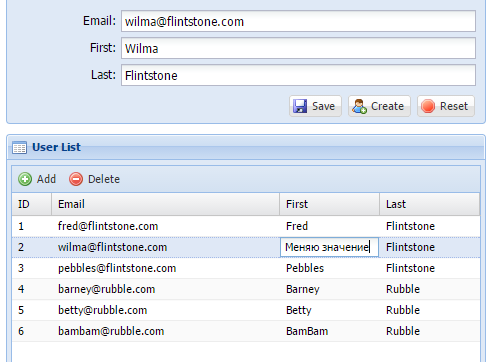 Email: wilma@flintstone.com
First: Wilma
Last: Flintstone
Save Create Reset
User List
Add Delete
ID Email First Last
1 fred@flintstone.com Fred Flintstone
2 wilma@flintstone.com Меняю значение Flintstone
3 pebbles@flintstone.com Pebbles Flintstone
4 barney@rubble.com Barney Rubble
5 betty@rubble.com Betty Rubble
6 bambam@rubble.com BamBam Rubble